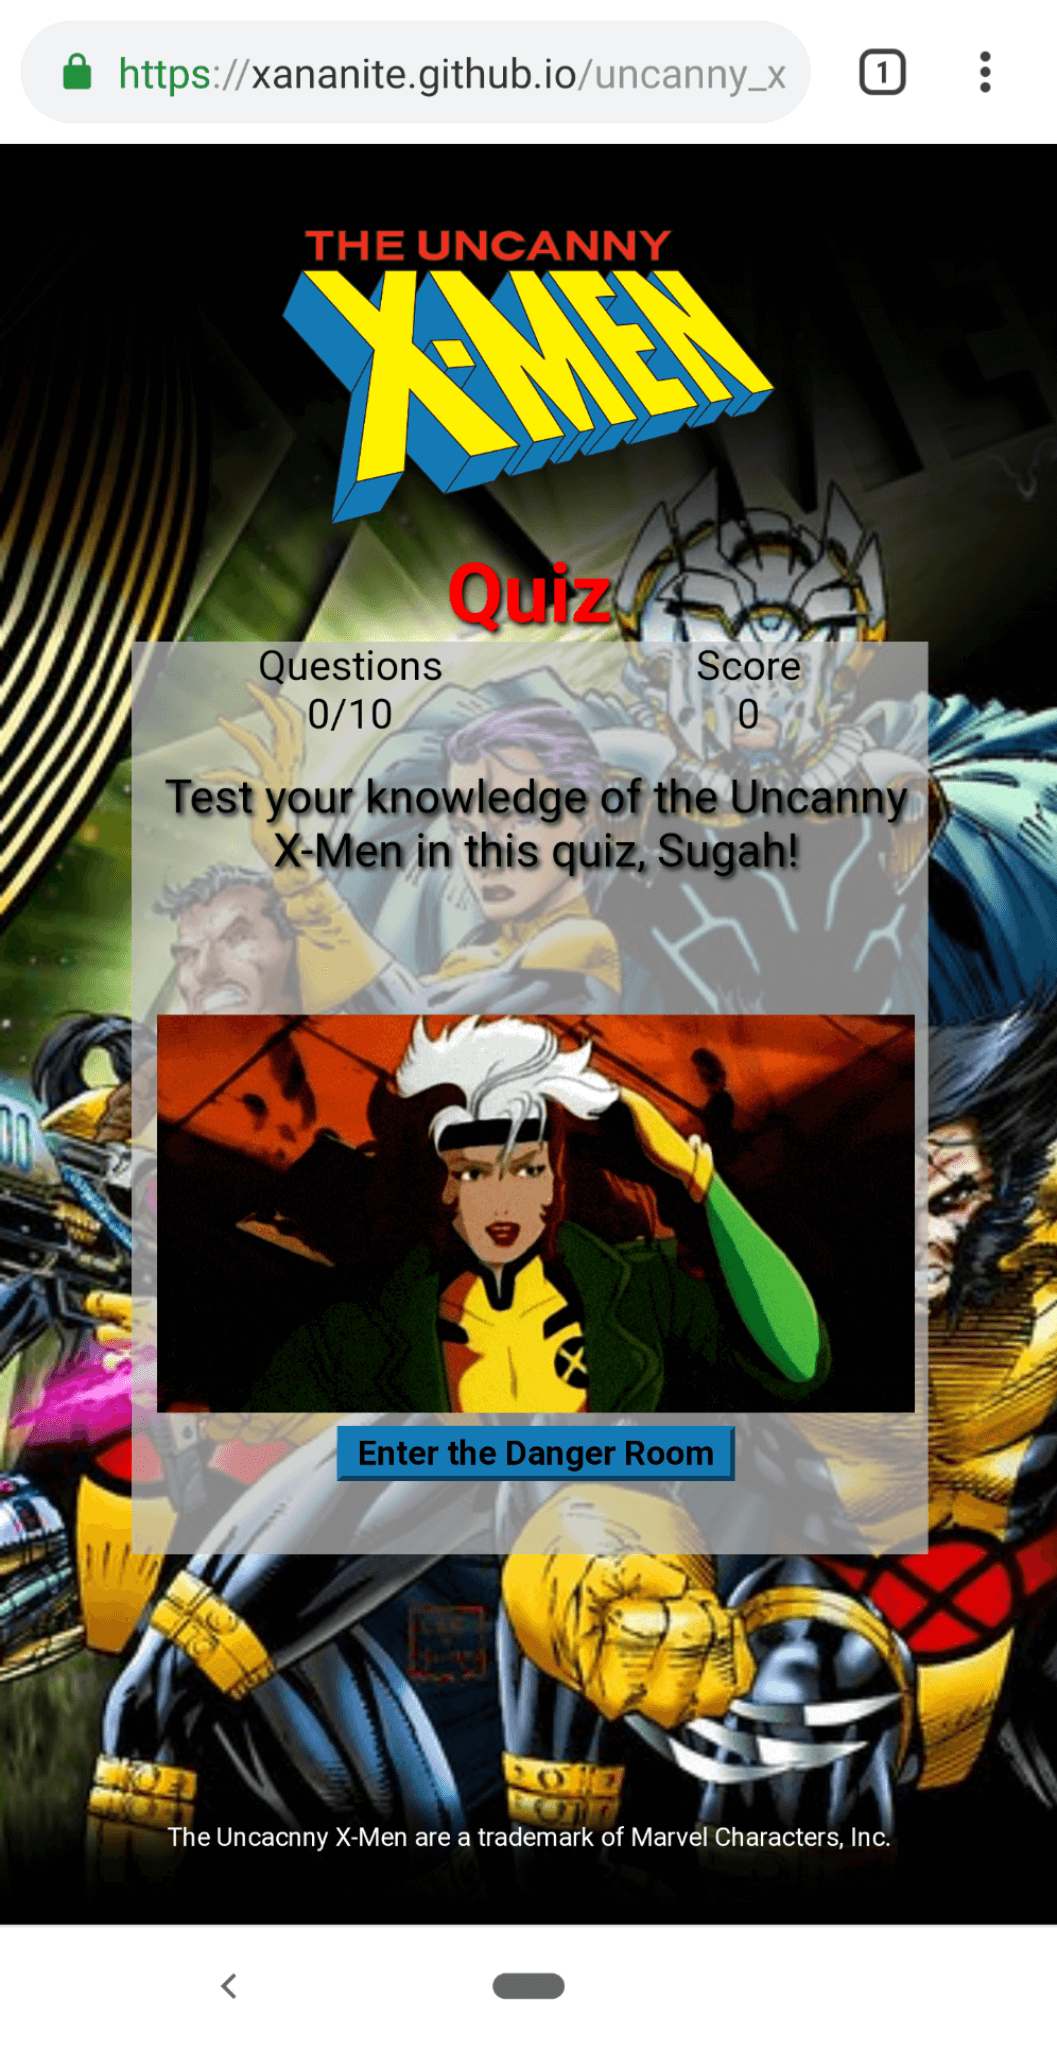 https://xananite.github.io/uncanny_x
1
THE UNCANNY
X-MEN
Quiz
Questions
0/10
Score
0
Test your knowledge of the Uncanny
X-Men in this quiz, Sugah!
Enter the Danger Room
The Uncacnny X-Men are a trademark of Marvel Characters, Inc.